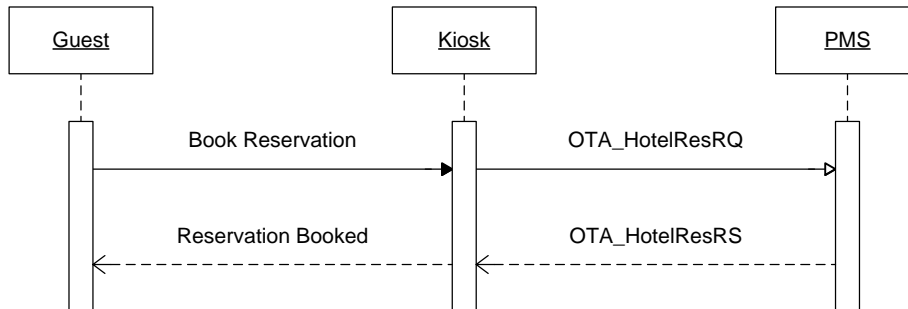 Guest
Kiosk
PMS
Book Reservation
OTA_HotelResRQ
Reservation Booked
OTA_HotelResRS